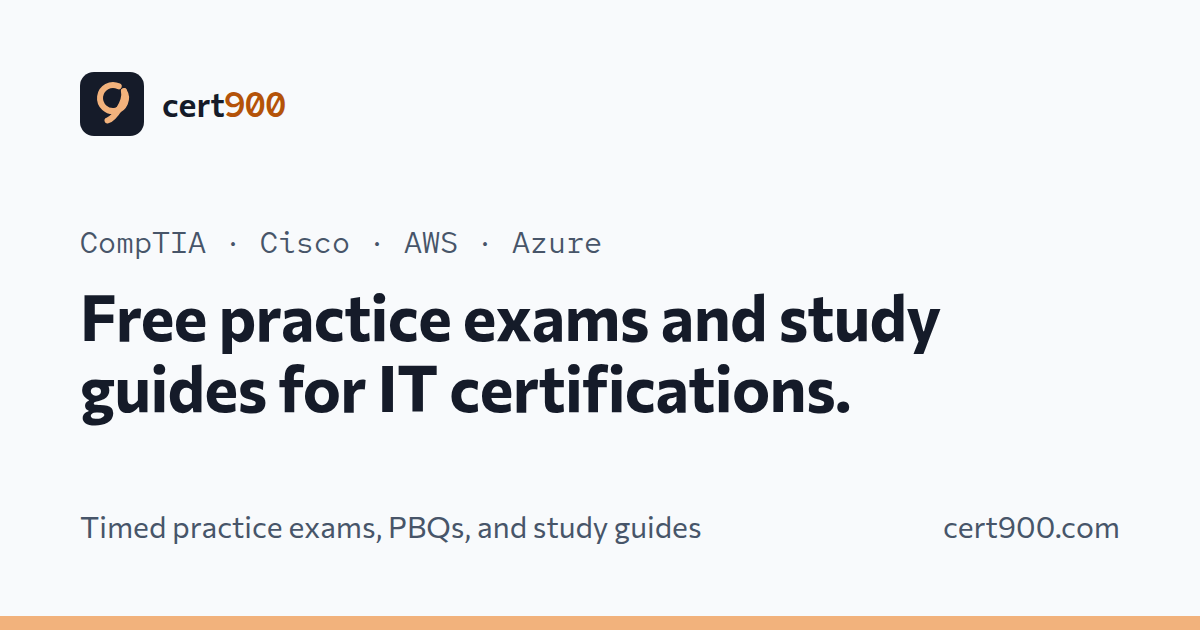 cert900
CompTIA · Cisco · AWS · Azure
Free practice exams and study
guides for IT certifications.
Timed practice exams, PBQs, and study guides
cert900.com